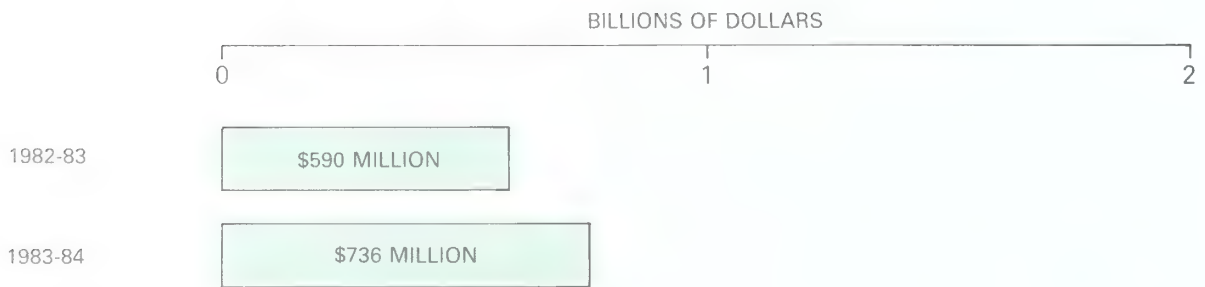 BILLIONS OF DOLLARS
0 1 2
1982-83 $590 MILLION
1983-84 $736 MILLION